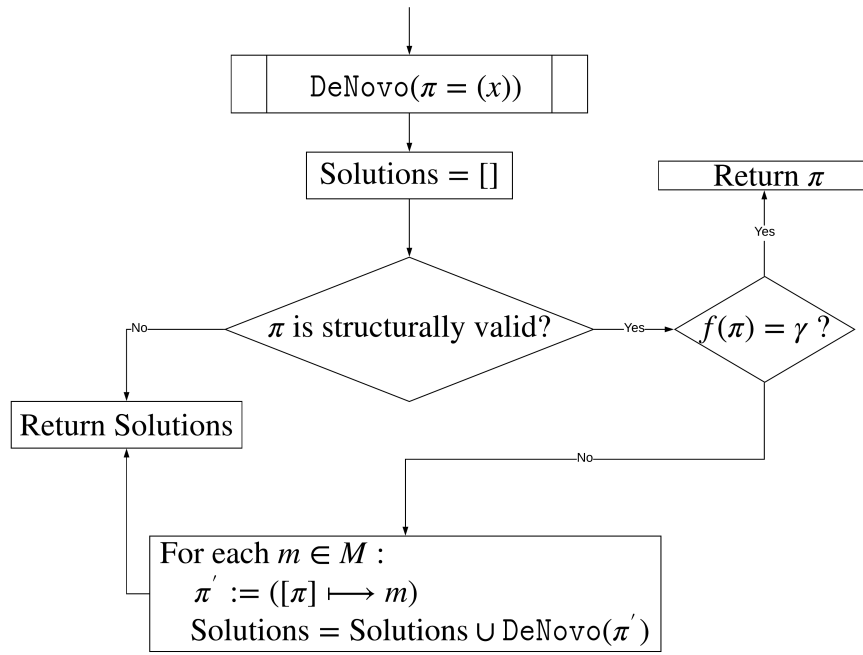 DeNovo(π = (x))
Solutions = []
Return π
Yes
π is structurally valid?
No
Yes
f(π) = γ ?
Return Solutions
No
For each m ∈ M :
π′ := ([π] ⟼ m)
Solutions = Solutions ∪ DeNovo(π′)